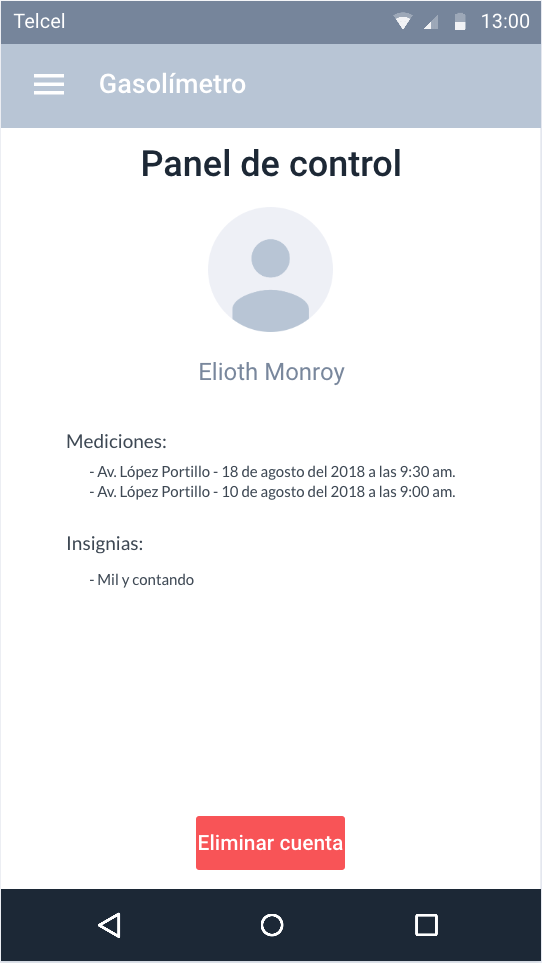 Telcel 13:00
Gasolímetro
Panel de control
Elioth Monroy
Mediciones:
- Av. López Portillo - 18 de agosto del 2018 a las 9:30 am.
- Av. López Portillo - 10 de agosto del 2018 a las 9:00 am.
Insignias:
- Mil y contando
Eliminar cuenta